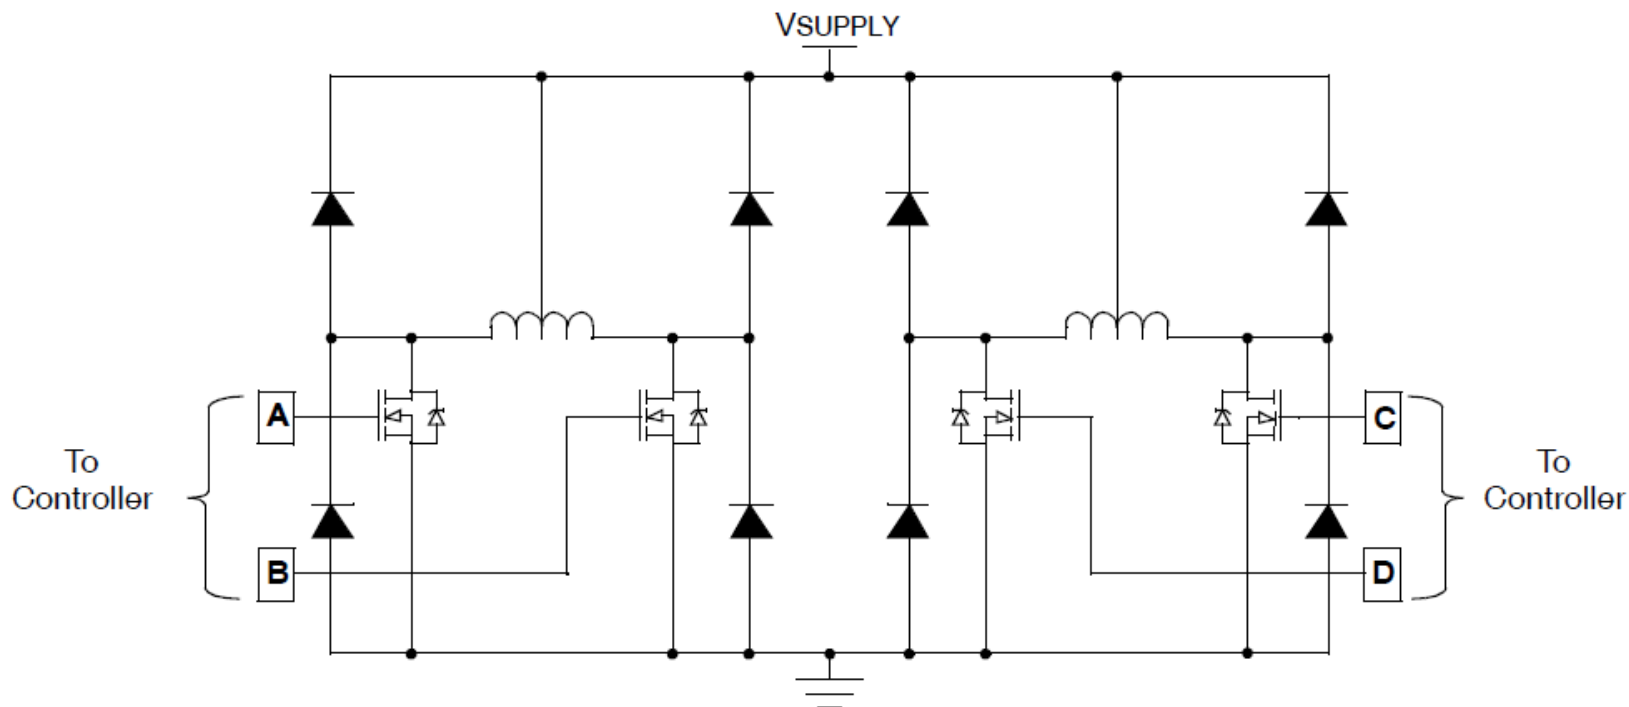 VSUPPLY
A
C
To
Controller
To
Controller
B
D